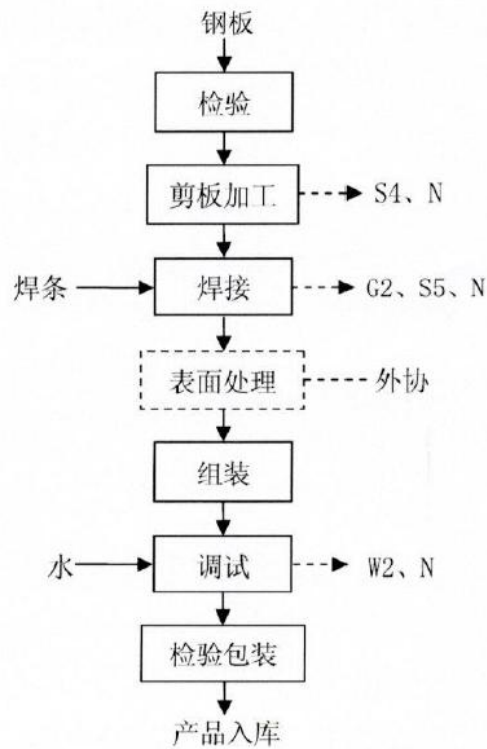 钢板
检验
剪板加工
S4、N
焊条
焊接
G2、S5、N
表面处理
外协
组装
水
调试
W2、N
检验包装
产品入库